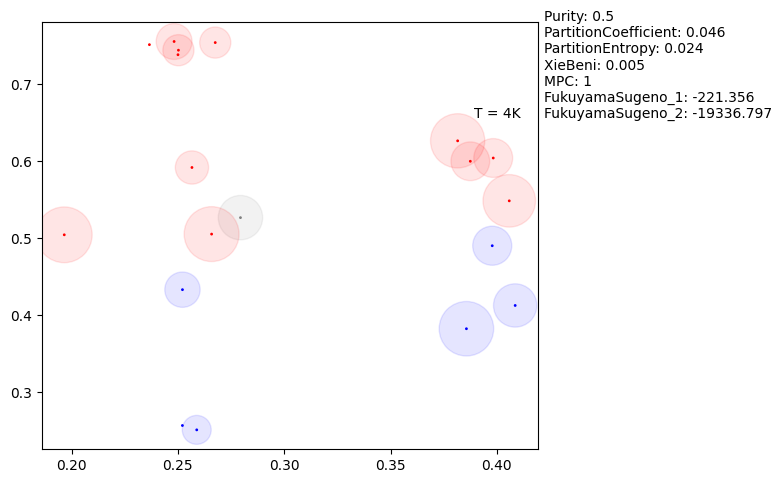 Purity: 0.5
PartitionCoefficient: 0.046
PartitionEntropy: 0.024
XieBeni: 0.005
MPC: 1
FukuyamaSugeno_1: -221.356
FukuyamaSugeno_2: -19336.797
T = 4K
0.7
0.6
0.5
0.4
0.3
0.20 0.25 0.30 0.35 0.40